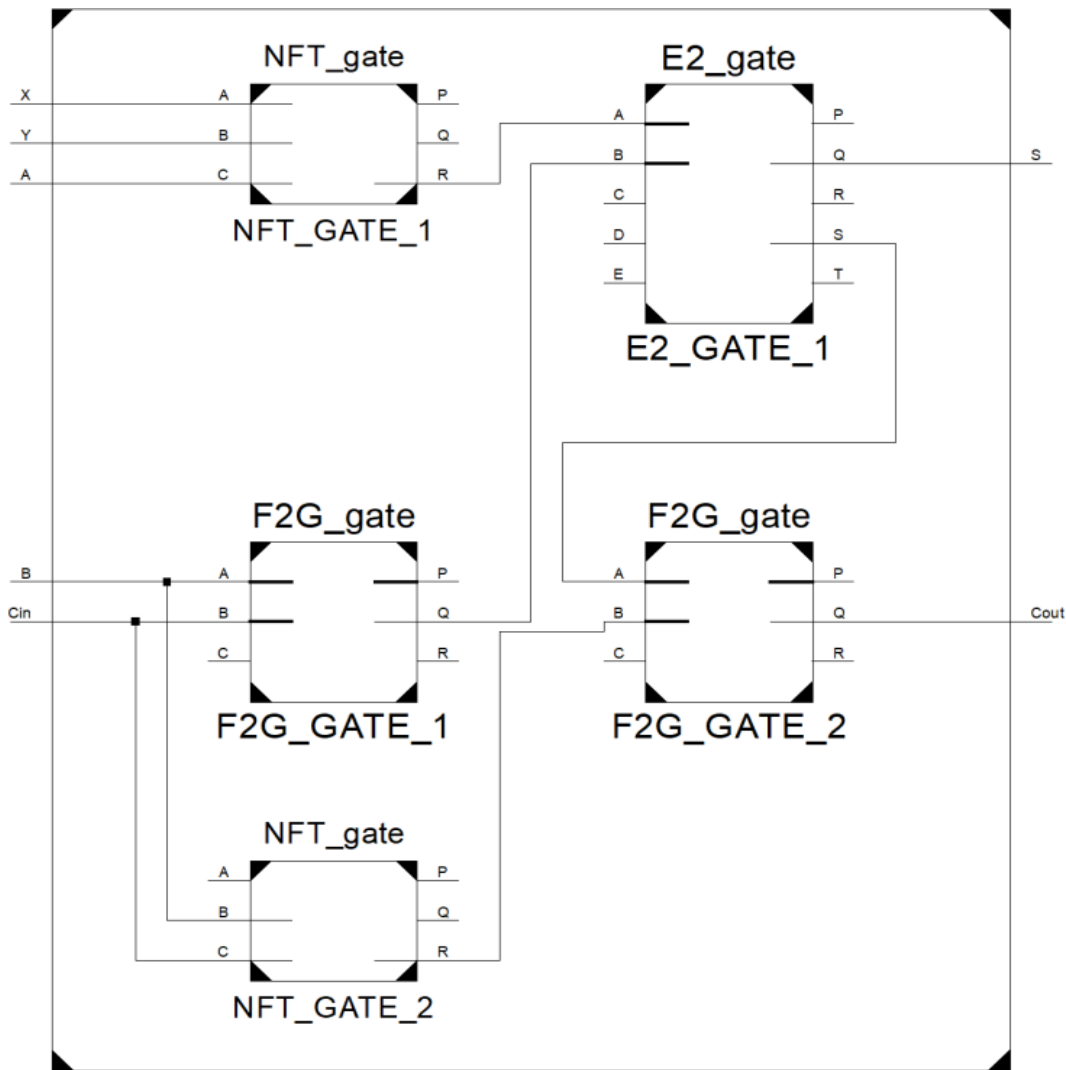 NFT_gate
X
Y
A
A
B
C
P
Q
R
NFT_GATE_1
E2_gate
A
B
C
D
E
P
Q
R
S
T
S
E2_GATE_1
F2G_gate
B
Cin
A
B
C
P
Q
R
F2G_GATE_1
F2G_gate
A
B
C
P
Q
R
Cout
F2G_GATE_2
NFT_gate
A
B
C
P
Q
R
NFT_GATE_2